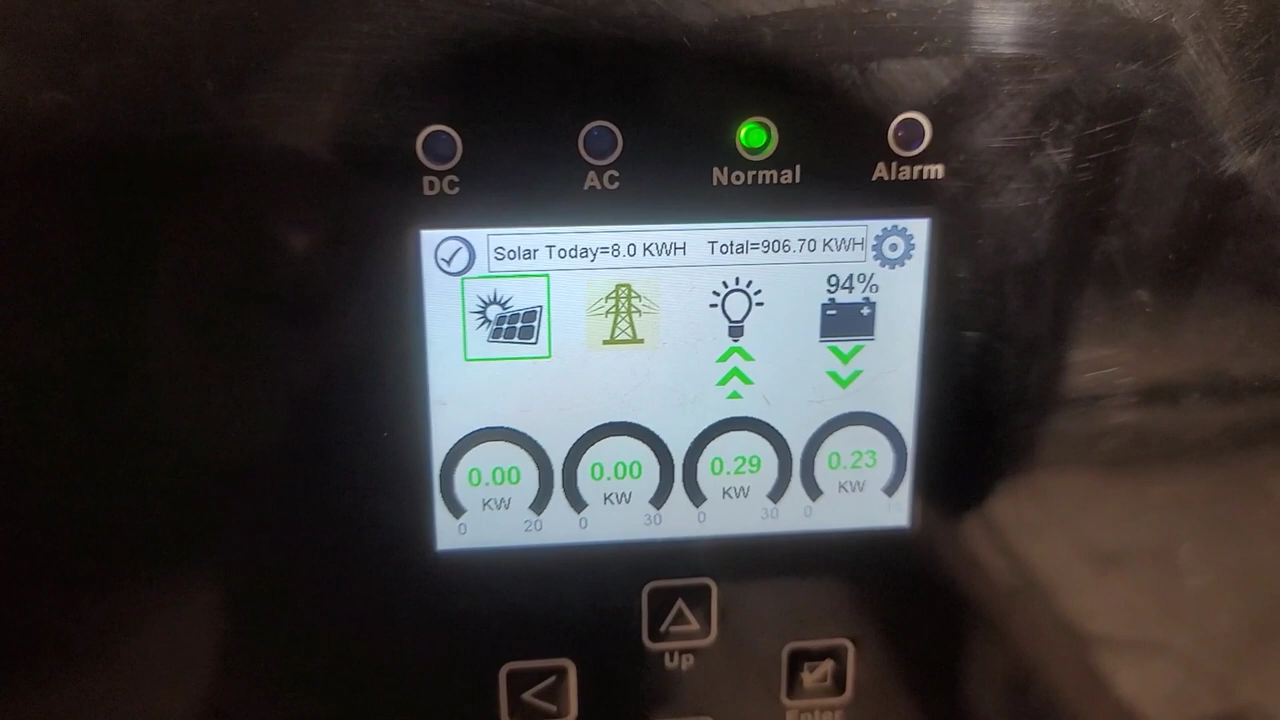 DC AC Normal Alarm
Solar Today=8.0 KWH Total=906.70 KWH
94%
0.00 0.00 0.29 0.23
KW KW KW KW
0 20 0 30 0 30 0
Up
Enter